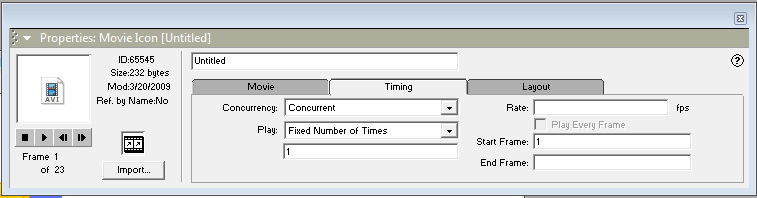 Properties: Movie Icon [Untitled]
AVI
ID:65545
Size:232 bytes
Mod:3/20/2009
Ref. by Name:No
Frame 1
of 23
Import...
Untitled
?
Movie
Timing
Layout
Concurrency: Concurrent
Play: Fixed Number of Times
1
Rate: fps
Play Every Frame
Start Frame: 1
End Frame: